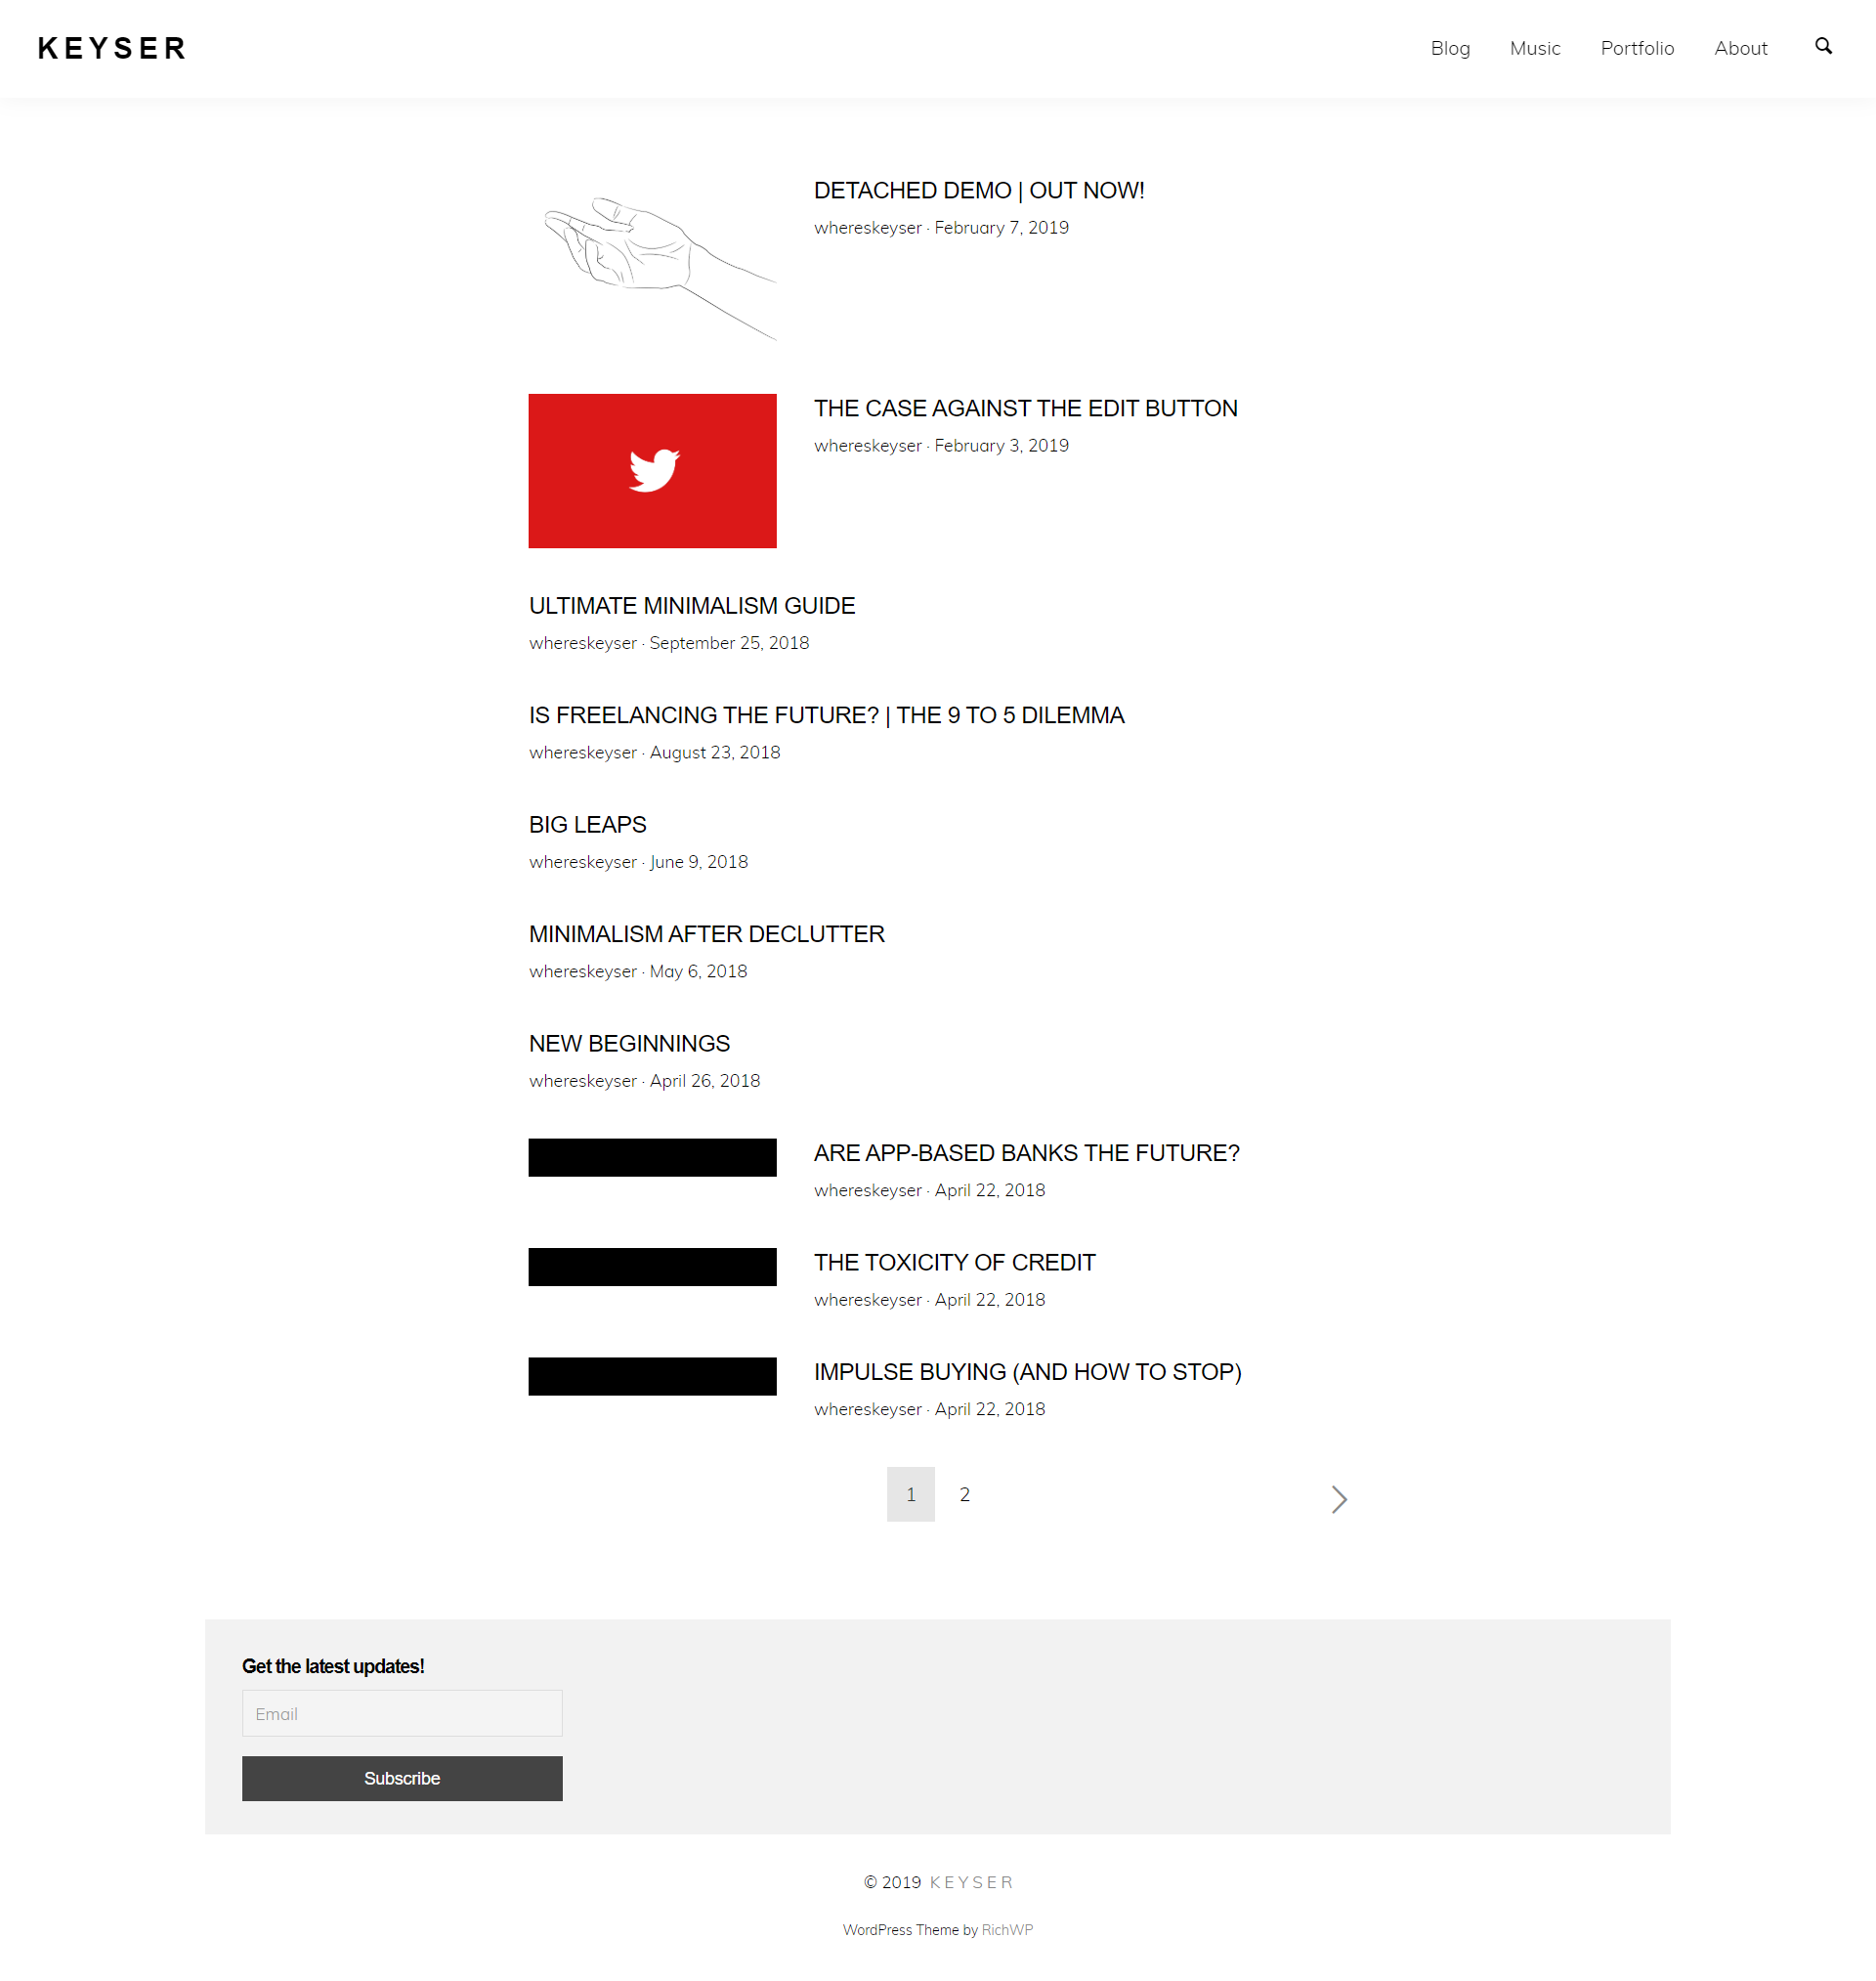 KEYSER
Blog Music Portfolio About
DETACHED DEMO | OUT NOW!
whereskeyser · February 7, 2019
THE CASE AGAINST THE EDIT BUTTON
whereskeyser · February 3, 2019
ULTIMATE MINIMALISM GUIDE
whereskeyser · September 25, 2018
IS FREELANCING THE FUTURE? | THE 9 TO 5 DILEMMA
whereskeyser · August 23, 2018
BIG LEAPS
whereskeyser · June 9, 2018
MINIMALISM AFTER DECLUTTER
whereskeyser · May 6, 2018
NEW BEGINNINGS
whereskeyser · April 26, 2018
ARE APP-BASED BANKS THE FUTURE?
whereskeyser · April 22, 2018
THE TOXICITY OF CREDIT
whereskeyser · April 22, 2018
IMPULSE BUYING (AND HOW TO STOP)
whereskeyser · April 22, 2018
1 2
Get the latest updates!
Email
Subscribe
© 2019 KEYSER
WordPress Theme by RichWP